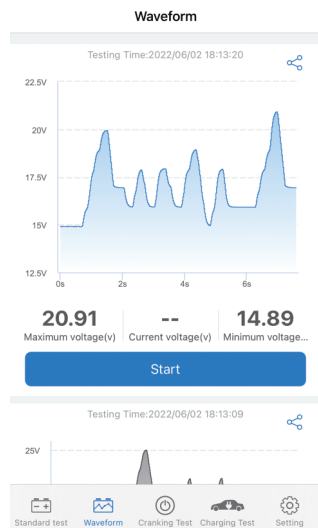 Waveform
Testing Time:2022/06/02 18:13:20
22.5V
20V
17.5V
15V
12.5V
0s 2s 4s 6s
20.91 -- 14.89
Maximum voltage(v) Current voltage(v) Minimum voltage...
Start
Testing Time:2022/06/02 18:13:09
25V
Standard test Waveform Cranking Test Charging Test Setting